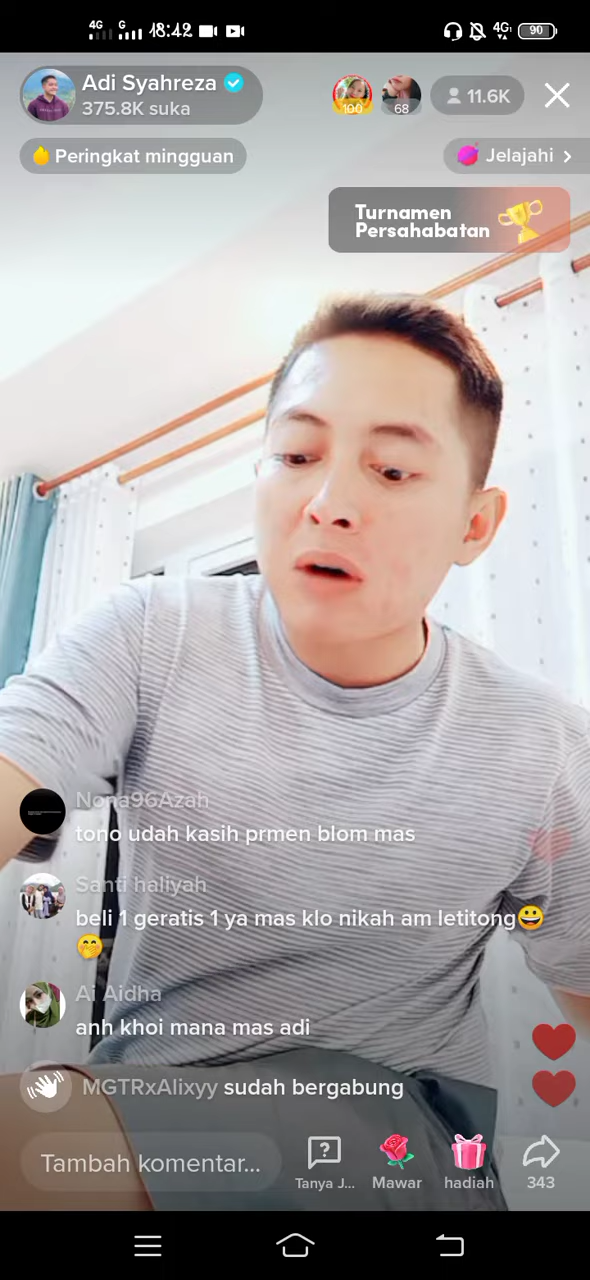 4G G 18:42 4G 90
Adi Syahreza
375.8K suka
100 68 11.6K
Peringkat mingguan
Jelajahi
Turnamen
Persahabatan
Nona96Azah
tono udah kasih prmen blom mas
Santi haliyah
beli 1 geratis 1 ya mas klo nikah am letitong😀
🤭
Ai Aidha
anh khoi mana mas adi
MGTRxAlixyy sudah bergabung
Tambah komentar...
Tanya J... Mawar hadiah 343